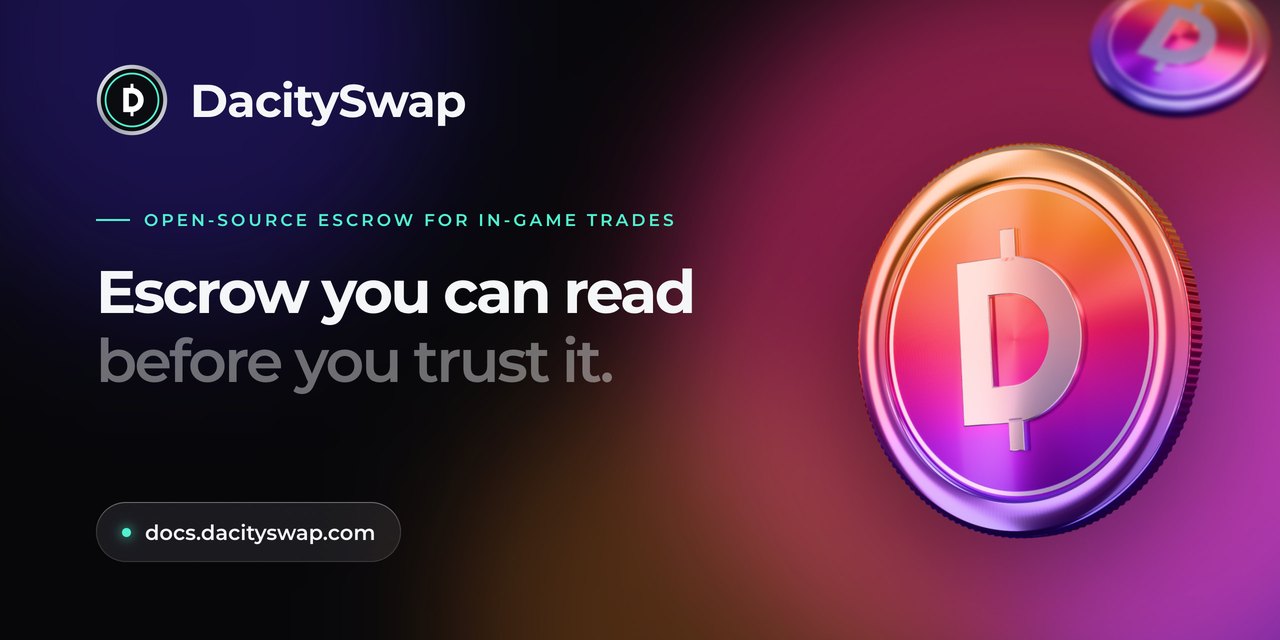 DacitySwap
OPEN-SOURCE ESCROW FOR IN-GAME TRADES
Escrow you can read
before you trust it.
docs.dacityswap.com